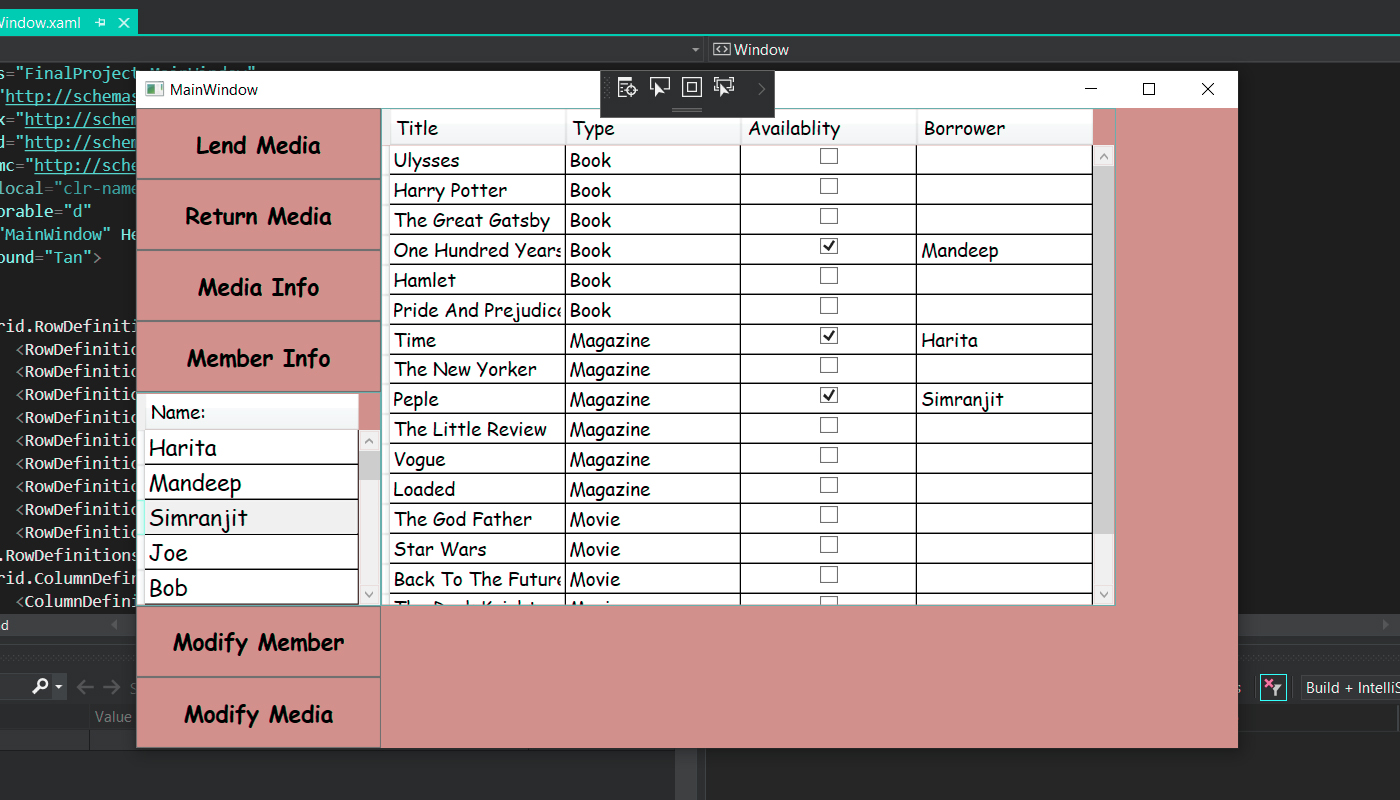 Window.xaml
Window
s="FinalProject.MainWindow"
"http://schemas
x="http://schem
d="http://schem
mc="http://sche
local="clr-name
orable="d"
"MainWindow" He
ound="Tan">
rid.RowDefiniti
<RowDefinitio
<RowDefinitio
<RowDefinitio
<RowDefinitio
<RowDefinitio
<RowDefinitio
<RowDefinitio
<RowDefinitio
<RowDefinitio
.RowDefinitions
rid.ColumnDefin
<ColumnDefini
d
MainWindow
Lend Media
Return Media
Media Info
Member Info
Name:
Harita
Mandeep
Simranjit
Joe
Bob
Modify Member
Modify Media
Title Type Availablity Borrower
Ulysses Book
Harry Potter Book
The Great Gatsby Book
One Hundred Years Book Mandeep
Hamlet Book
Pride And Prejudice Book
Time Magazine Harita
The New Yorker Magazine
Peple Magazine Simranjit
The Little Review Magazine
Vogue Magazine
Loaded Magazine
The God Father Movie
Star Wars Movie
Back To The Future Movie
Value
Build + IntelliS